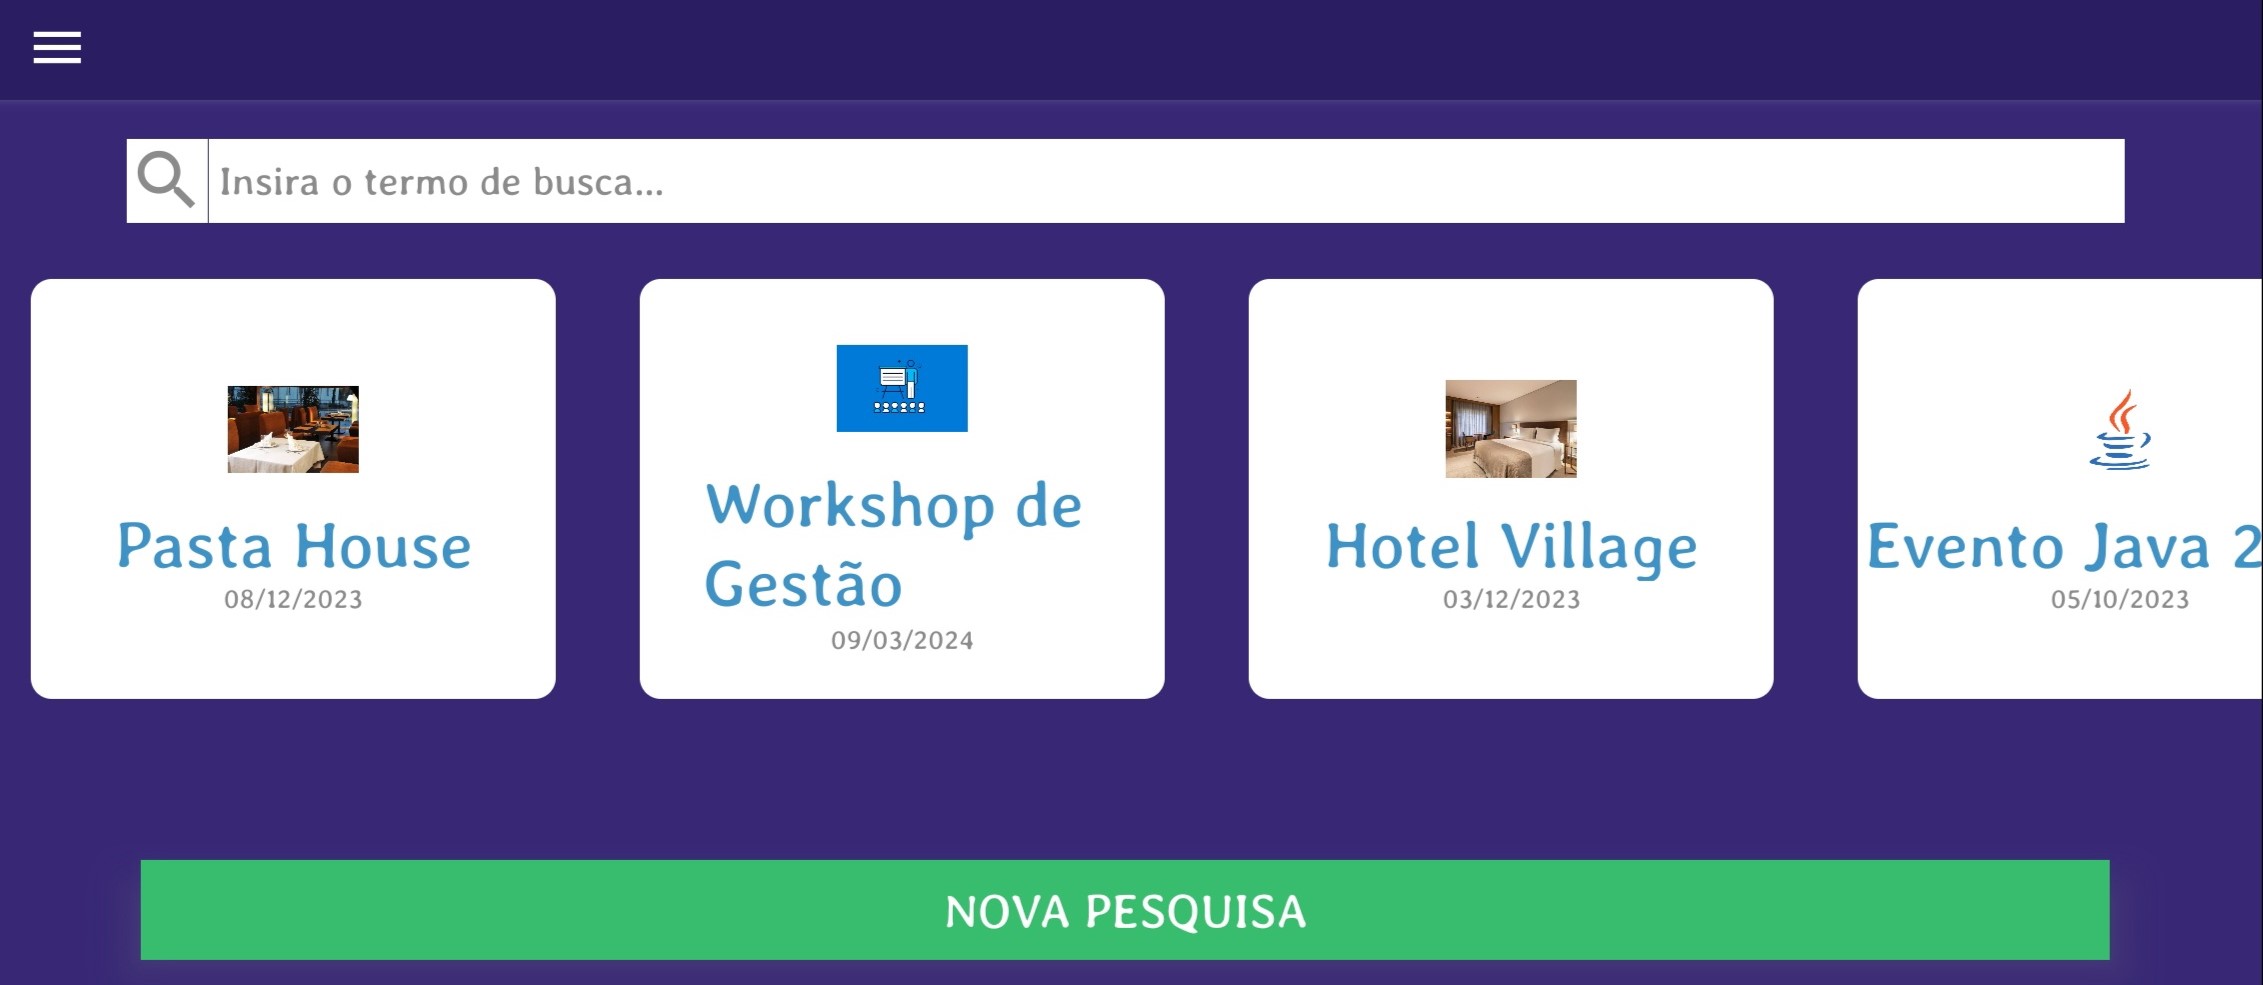 Insira o termo de busca...
Pasta House
08/12/2023
Workshop de
Gestão
09/03/2024
Hotel Village
03/12/2023
Evento Java 2
05/10/2023
NOVA PESQUISA